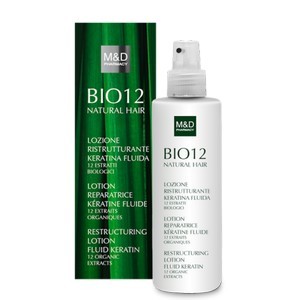 M&D
PHARMACY
BIO12
NATURAL HAIR
LOZIONE
RISTRUTTURANTE
KERATINA FLUIDA
12 ESTRATTI
BIOLOGICI
LOTION
REPARATRICE
KÉRATINE FLUIDE
12 EXTRAITS
ORGANIQUES
RESTRUCTURING
LOTION
FLUID KERATIN
12 ORGANIC
EXTRACTS
M&D
PHARMACY
BIO12
NATURAL HAIR
LOZIONE
RISTRUTTURANTE
KERATINA FLUIDA
12 ESTRATTI
BIOLOGICI
LOTION
REPARATRICE
KÉRATINE FLUIDE
12 EXTRAITS
ORGANIQUES
RESTRUCTURING
LOTION
FLUID KERATIN
12 ORGANIC
EXTRACTS